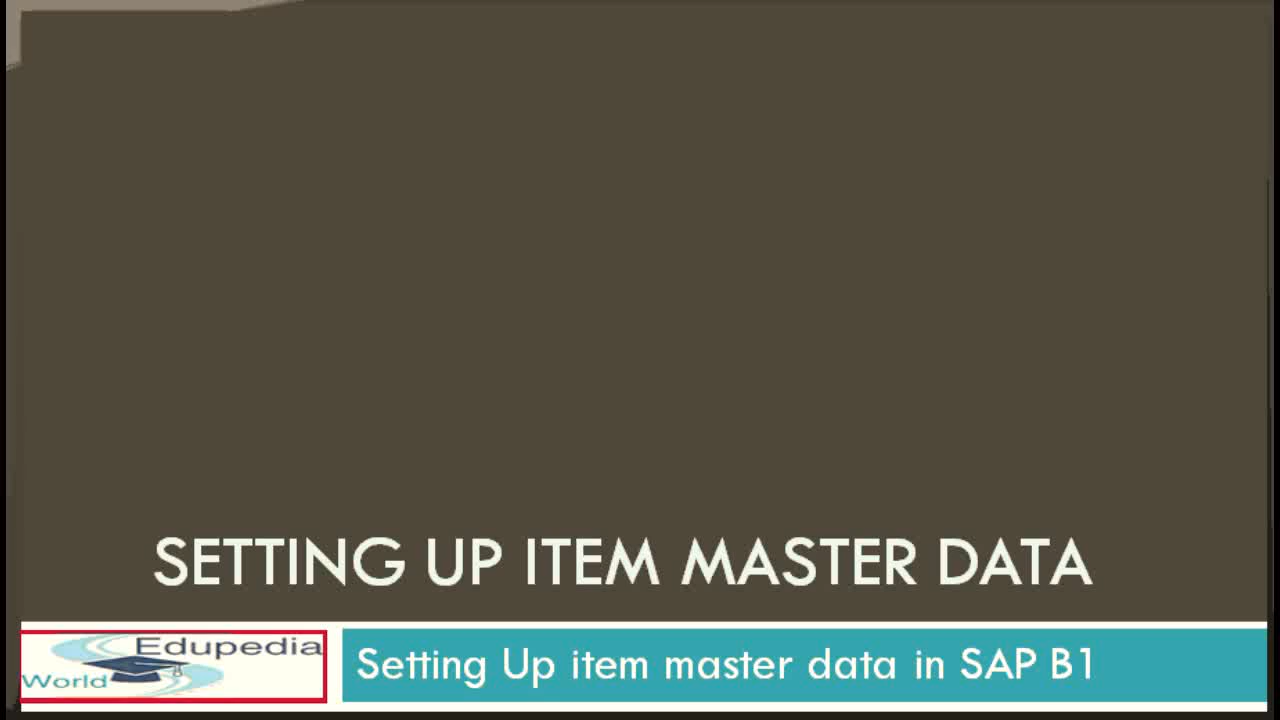 SETTING UP ITEM MASTER DATA
Edupedia
World
Setting Up item master data in SAP B1